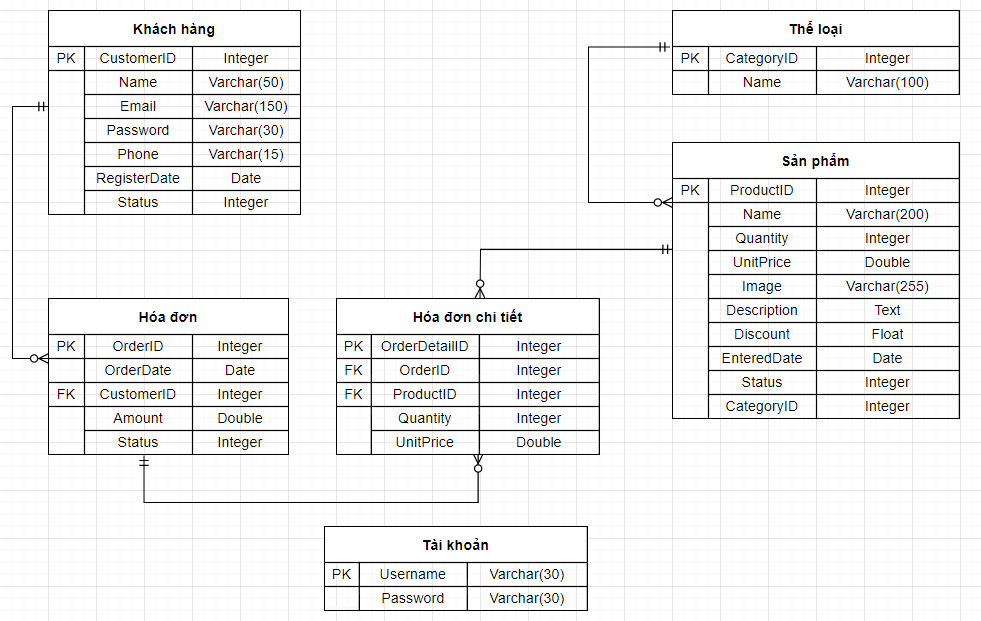 Khách hàng
PK CustomerID Integer
Name Varchar(50)
Email Varchar(150)
Password Varchar(30)
Phone Varchar(15)
RegisterDate Date
Status Integer
Thể loại
PK CategoryID Integer
Name Varchar(100)
Sản phẩm
PK ProductID Integer
Name Varchar(200)
Quantity Integer
UnitPrice Double
Image Varchar(255)
Description Text
Discount Float
EnteredDate Date
Status Integer
CategoryID Integer
Hóa đơn
PK OrderID Integer
OrderDate Date
FK CustomerID Integer
Amount Double
Status Integer
Hóa đơn chi tiết
PK OrderDetailID Integer
FK OrderID Integer
FK ProductID Integer
Quantity Integer
UnitPrice Double
Tài khoản
PK Username Varchar(30)
Password Varchar(30)